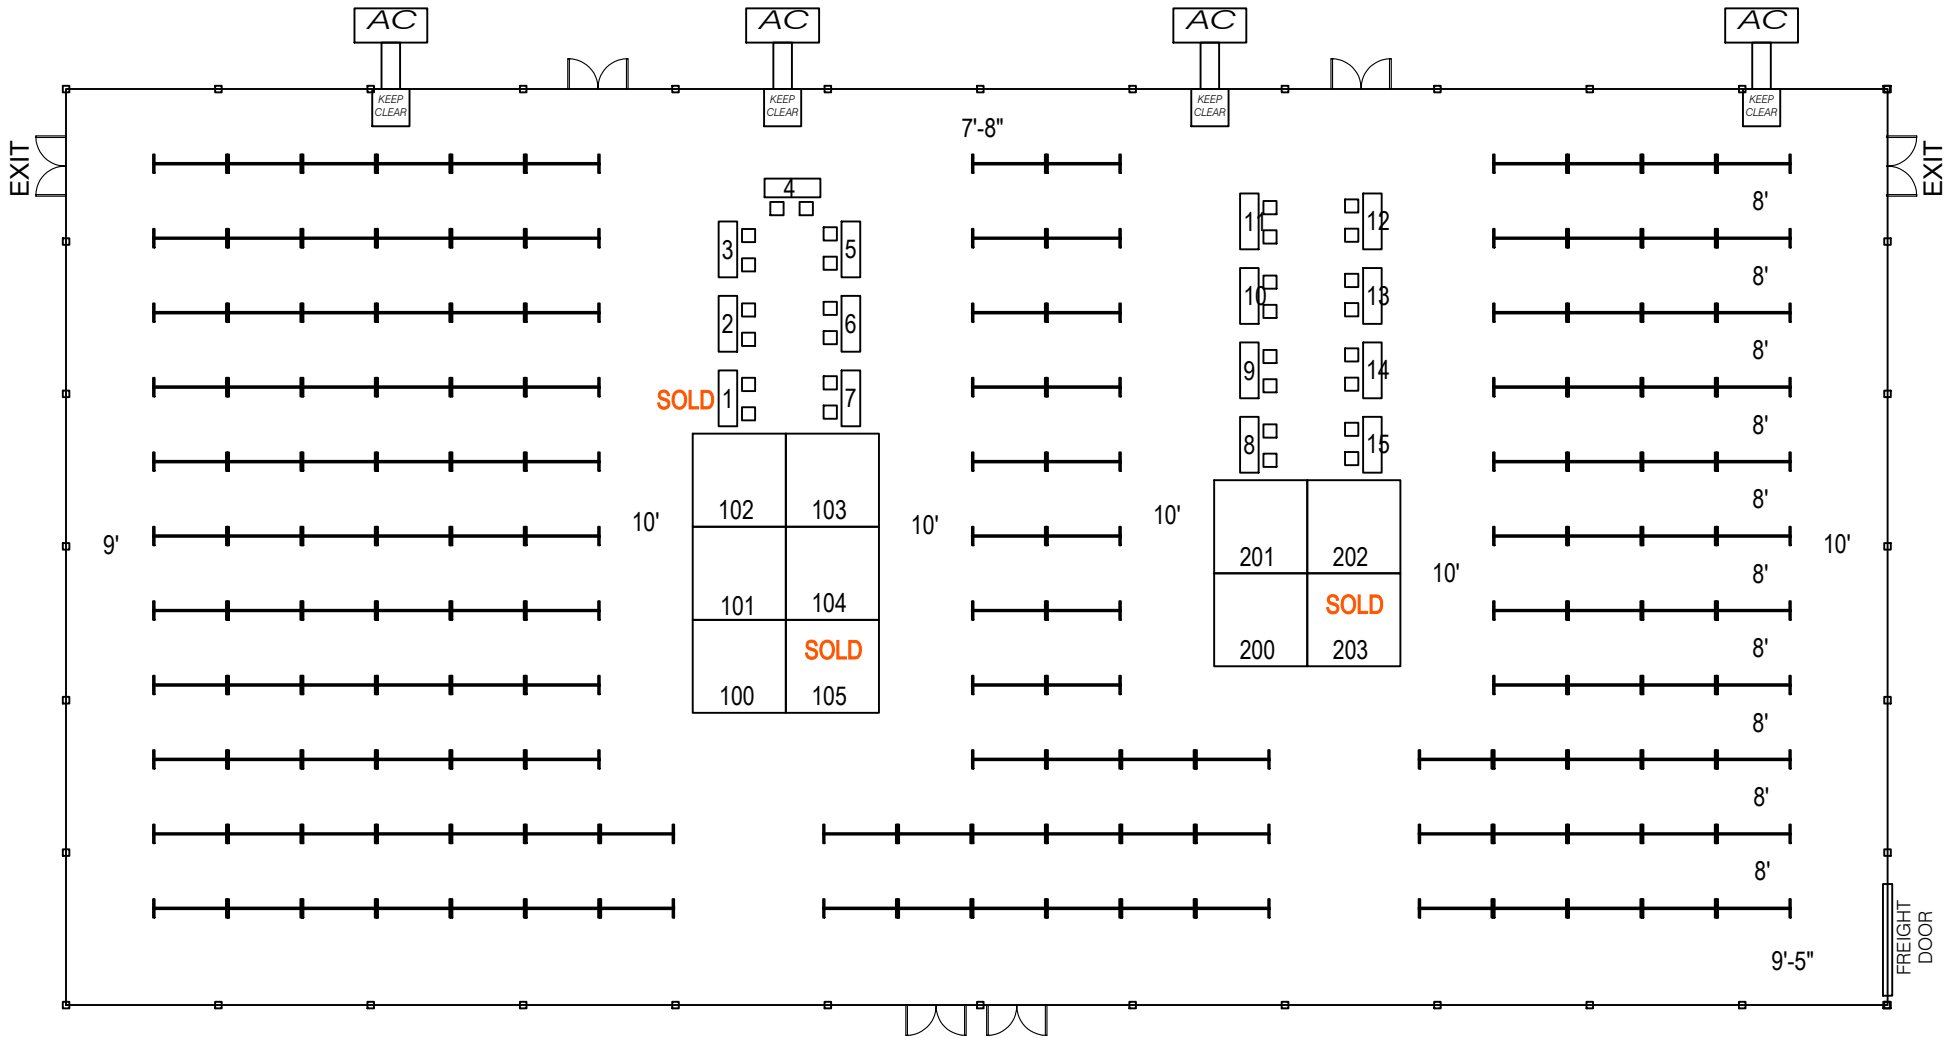 AC
AC
AC
AC
KEEP
CLEAR
KEEP
CLEAR
KEEP
CLEAR
KEEP
CLEAR
7'-8"
EXIT
EXIT
4
8'
11
12
3
5
8'
10
13
2
6
8'
9
14
SOLD
1
7
8'
8
15
8'
102
103
10'
10'
10'
9'
10'
201
202
10'
8'
101
104
SOLD
8'
SOLD
200
203
100
105
8'
8'
8'
FREIGHT
DOOR
9'-5"